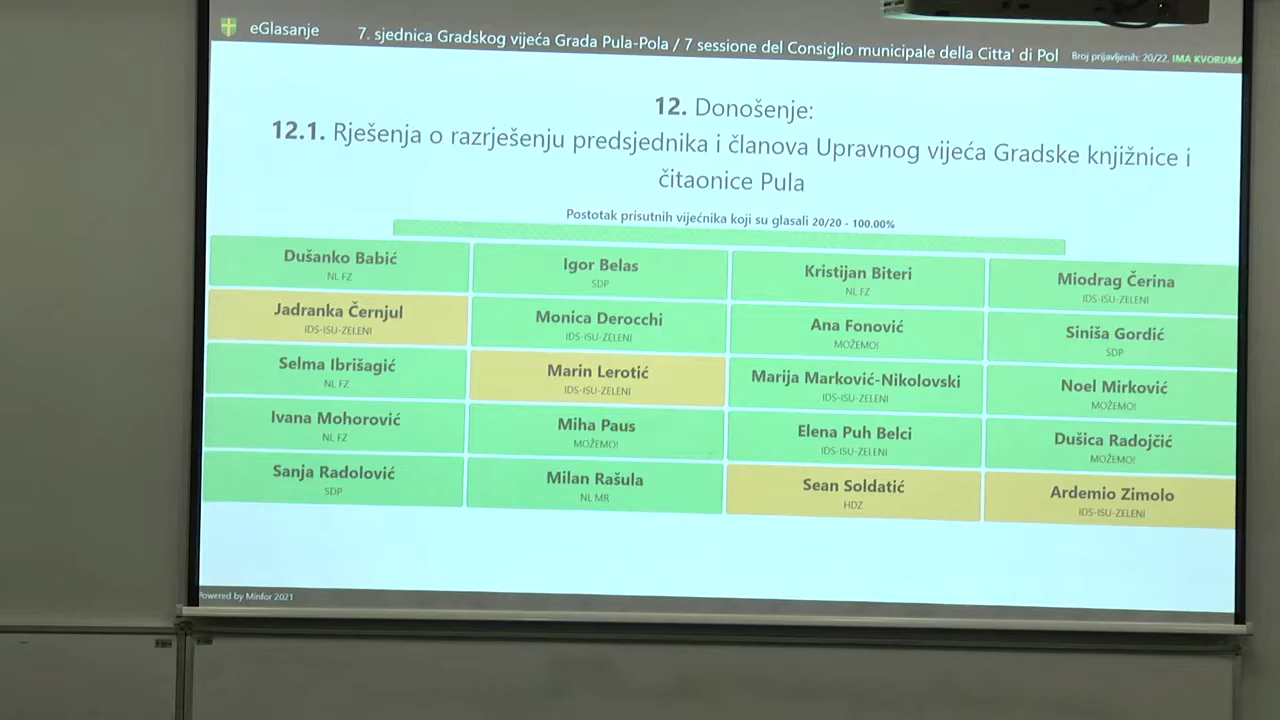 eGlasanje
7. sjednica Gradskog vijeća Grada Pula-Pola / 7 sessione del Consiglio municipale della Citta' di Pol
Broj prijavljenih: 20/22. IMA KVORUMA
12. Donošenje:
12.1. Rješenja o razrješenju predsjednika i članova Upravnog vijeća Gradske knjižnice i
čitaonice Pula
Postotak prisutnih vijećnika koji su glasali 20/20 - 100.00%
Dušanko Babić
NL FZ
Igor Belas
SDP
Kristijan Biteri
NL FZ
Miodrag Čerina
IDS-ISU-ZELENI
Jadranka Černjul
IDS-ISU-ZELENI
Monica Derocchi
IDS-ISU-ZELENI
Ana Fonović
MOŽEMO!
Siniša Gordić
SDP
Selma Ibrišagić
NL FZ
Marin Lerotić
IDS-ISU-ZELENI
Marija Marković-Nikolovski
IDS-ISU-ZELENI
Noel Mirković
MOŽEMO!
Ivana Mohorović
NL FZ
Miha Paus
MOŽEMO!
Elena Puh Belci
IDS-ISU-ZELENI
Dušica Radojčić
MOŽEMO!
Sanja Radolović
SDP
Milan Rašula
NL MR
Sean Soldatić
HDZ
Ardemio Zimolo
IDS-ISU-ZELENI
Powered by Minfor 2021